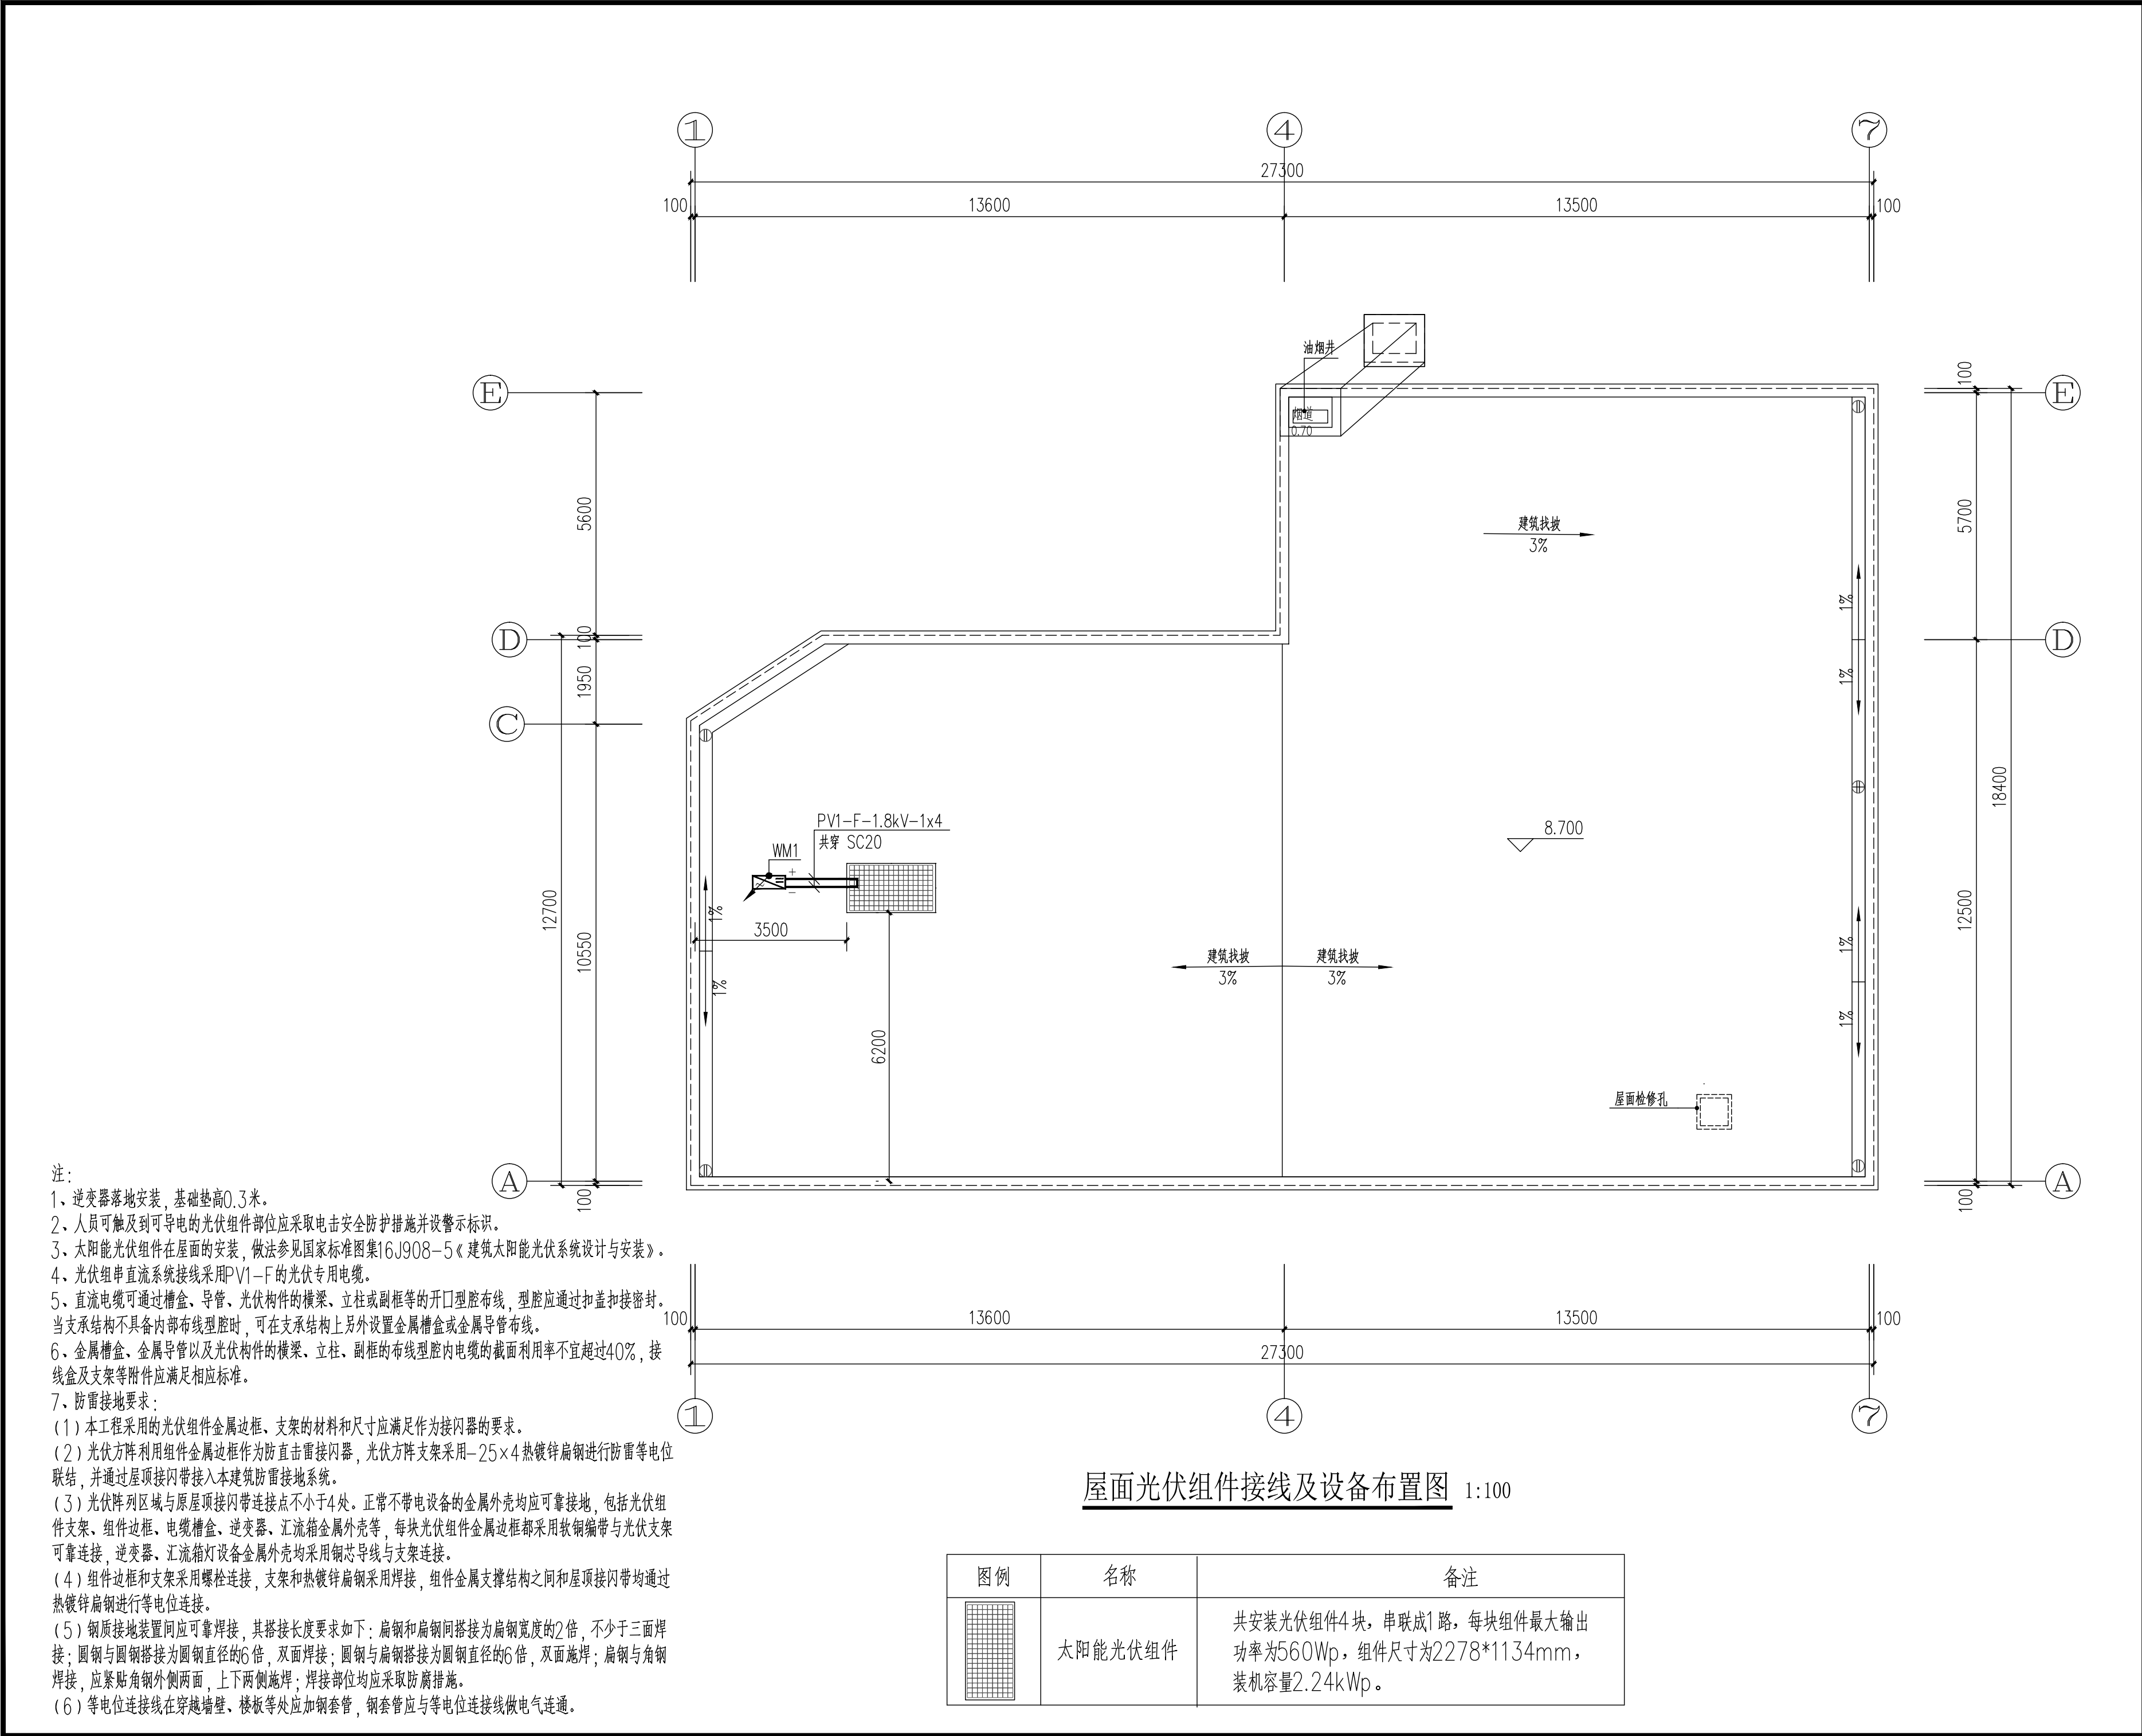 1
4
7
27300
100
13600
13500
100
油烟井
烟道
0.70
E
E
100
5600
5700
建筑找坡
3%
1%
D
100
D
1950
1%
C
18400
PV1-F-1.8kV-1x4
共穿 SC20
WM1
+
-
8.700
12700
10550
12500
1%
3500
1%
建筑找坡
3%
建筑找坡
3%
1%
1%
6200
屋面检修孔
A
100
A
100
注:
1、逆变器落地安装,基础垫高0.3米。
2、人员可触及到可导电的光伏组件部位应采取电击安全防护措施并设警示标识。
3、太阳能光伏组件在屋面的安装,做法参见国家标准图集16J908-5《建筑太阳能光伏系统设计与安装》。
4、光伏组串直流系统接线采用PV1-F的光伏专用电缆。
5、直流电缆可通过槽盒、导管、光伏构件的横梁、立柱或副框等的开口型腔布线,型腔应通过扣盖扣接密封。
当支承结构不具备内部布线型腔时,可在支承结构上另外设置金属槽盒或金属导管布线。
6、金属槽盒、金属导管以及光伏构件的横梁、立柱、副框的布线型腔内电缆的截面利用率不宜超过40%,接
线盒及支架等附件应满足相应标准。
7、防雷接地要求:
(1)本工程采用的光伏组件金属边框、支架的材料和尺寸应满足作为接闪器的要求。
(2)光伏方阵利用组件金属边框作为防直击雷接闪器,光伏方阵支架采用-25×4热镀锌扁钢进行防雷等电位
联结,并通过屋顶接闪带接入本建筑防雷接地系统。
(3)光伏阵列区域与原屋顶接闪带连接点不小于4处。正常不带电设备的金属外壳均应可靠接地,包括光伏组
件支架、组件边框、电缆槽盒、逆变器、汇流箱金属外壳等,每块光伏组件金属边框都采用软铜编带与光伏支架
可靠连接,逆变器、汇流箱灯设备金属外壳均采用铜芯导线与支架连接。
(4)组件边框和支架采用螺栓连接,支架和热镀锌扁钢采用焊接,组件金属支撑结构之间和屋顶接闪带均通过
热镀锌扁钢进行等电位连接。
(5)钢质接地装置间应可靠焊接,其搭接长度要求如下:扁钢和扁钢间搭接为扁钢宽度的2倍,不少于三面焊
接;圆钢与圆钢搭接为圆钢直径的6倍,双面焊接;圆钢与扁钢搭接为圆钢直径的6倍,双面施焊;扁钢与角钢
焊接,应紧贴角钢外侧两面,上下两侧施焊;焊接部位均应采取防腐措施。
(6)等电位连接线在穿越墙壁、楼板等处应加钢套管,钢套管应与等电位连接线做电气连通。
100
13600
13500
100
27300
1
4
7
屋面光伏组件接线及设备布置图 1:100
图例 名称 备注
太阳能光伏组件
共安装光伏组件4块,串联成1路,每块组件最大输出
功率为560Wp,组件尺寸为2278*1134mm,
装机容量2.24kWp。